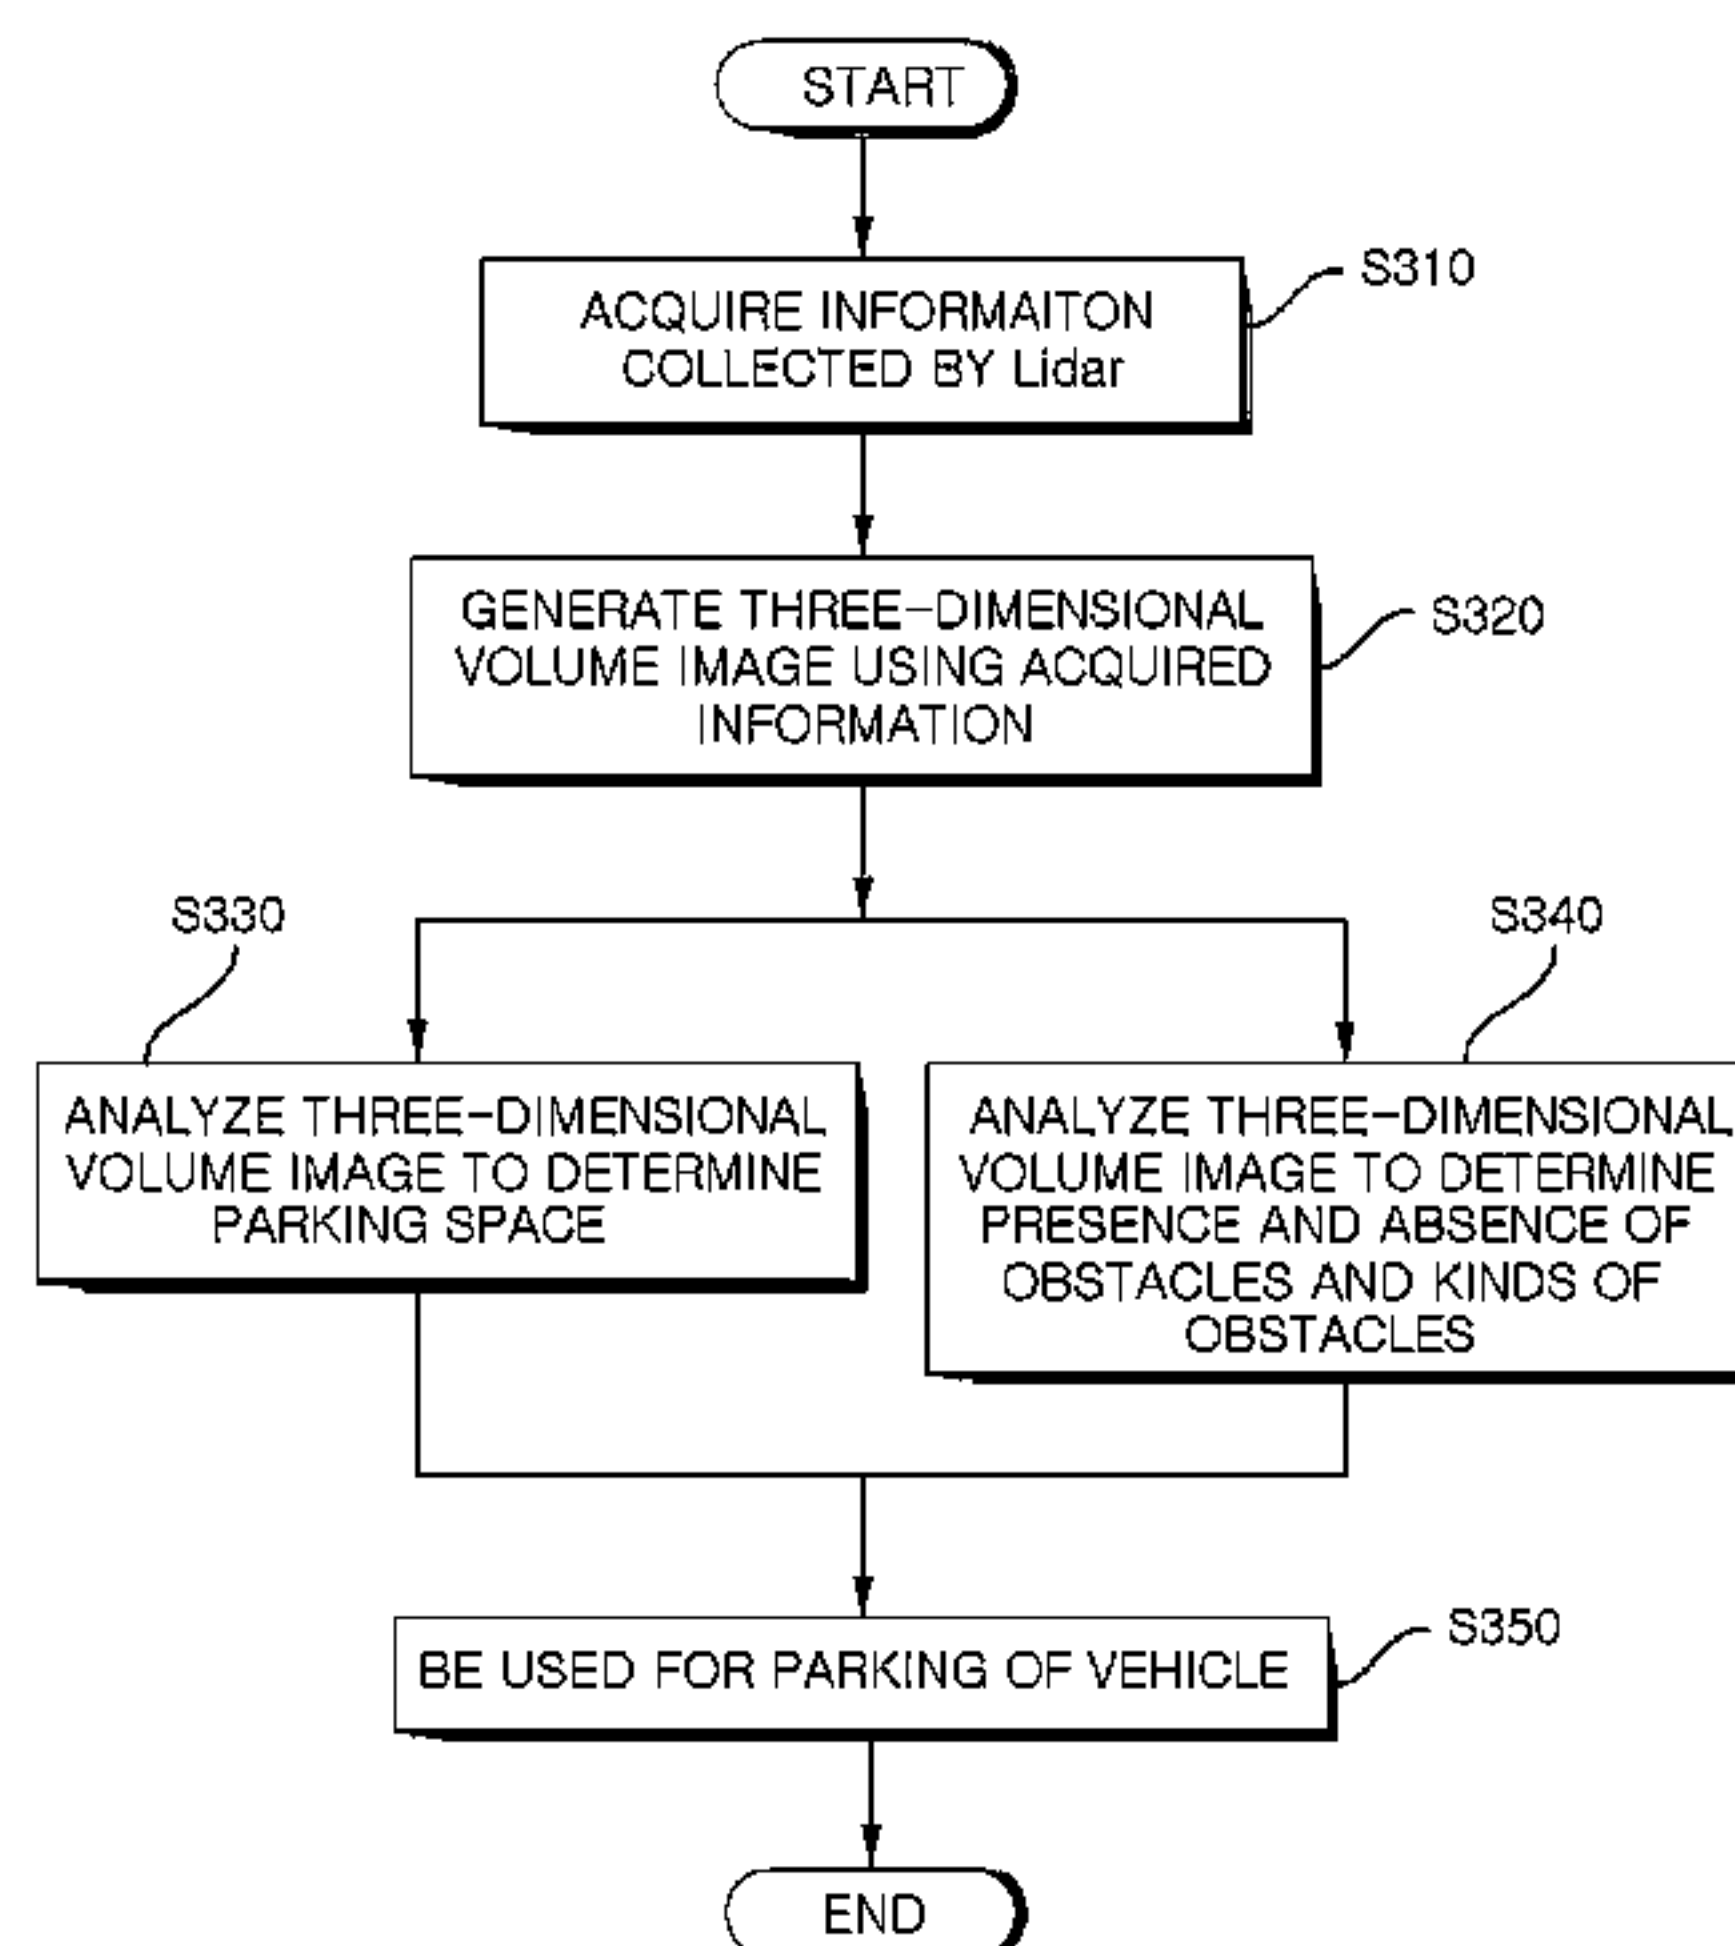 START
S310
ACQUIRE INFORMAITON
COLLECTED BY Lidar
S320
GENERATE THREE-DIMENSIONAL
VOLUME IMAGE USING ACQUIRED
INFORMATION
S330
ANALYZE THREE-DIMENSIONAL
VOLUME IMAGE TO DETERMINE
PARKING SPACE
S340
ANALYZE THREE-DIMENSIONAL
VOLUME IMAGE TO DETERMINE
PRESENCE AND ABSENCE OF
OBSTACLES AND KINDS OF
OBSTACLES
S350
BE USED FOR PARKING OF VEHICLE
END